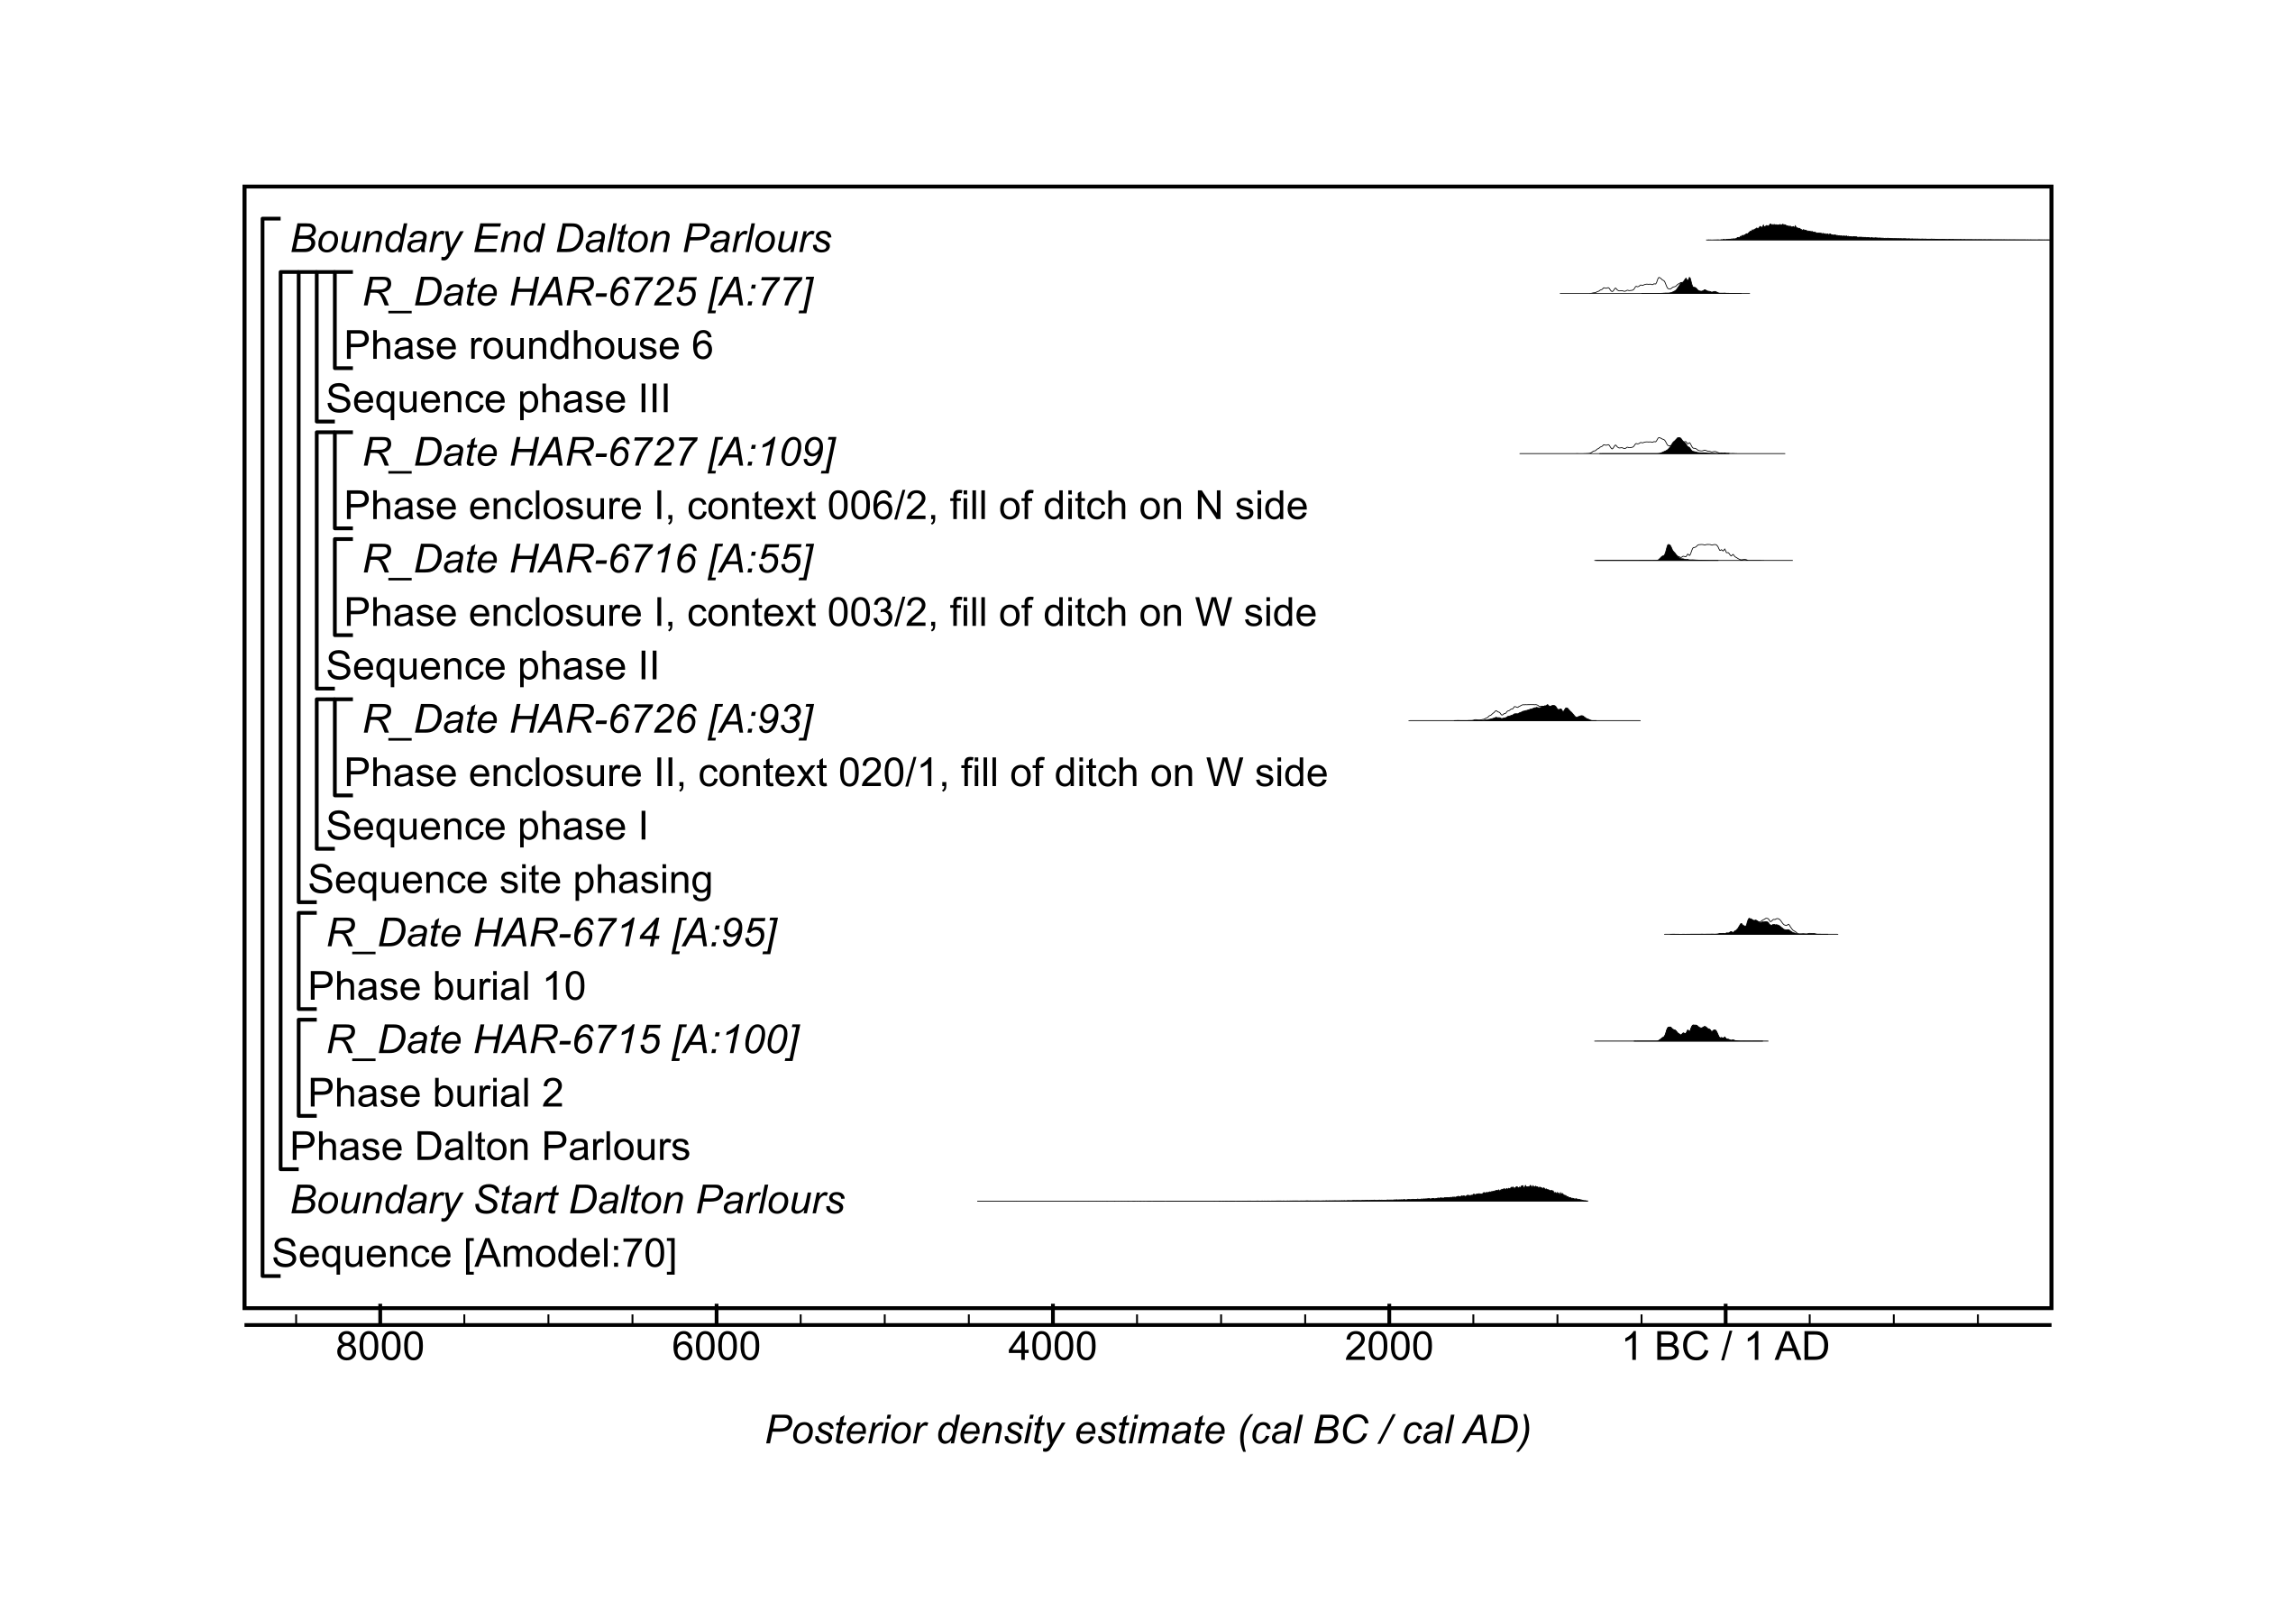 Boundary End Dalton Parlours
R_Date HAR-6725 [A:77]
Phase roundhouse 6
Sequence phase III
R_Date HAR-6727 [A:109]
Phase enclosure I, context 006/2, fill of ditch on N side
R_Date HAR-6716 [A:55]
Phase enclosure I, context 003/2, fill of ditch on W side
Sequence phase II
R_Date HAR-6726 [A:93]
Phase enclosure II, context 020/1, fill of ditch on W side
Sequence phase I
Sequence site phasing
R_Date HAR-6714 [A:95]
Phase burial 10
R_Date HAR-6715 [A:100]
Phase burial 2
Phase Dalton Parlours
Boundary Start Dalton Parlours
Sequence [Amodel:70]
8000 6000 4000 2000 1 BC / 1 AD
Posterior density estimate (cal BC / cal AD)